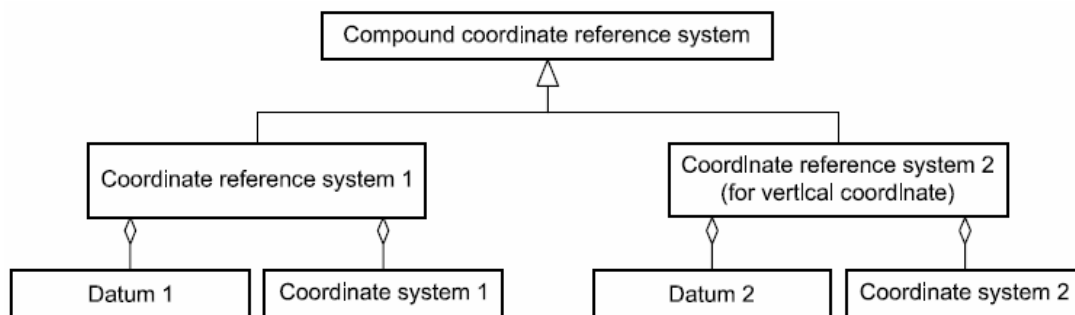 Compound coordinate reference system
Coordinate reference system 1
Coordinate reference system 2
(for vertical coordinate)
Datum 1
Coordinate system 1
Datum 2
Coordinate system 2